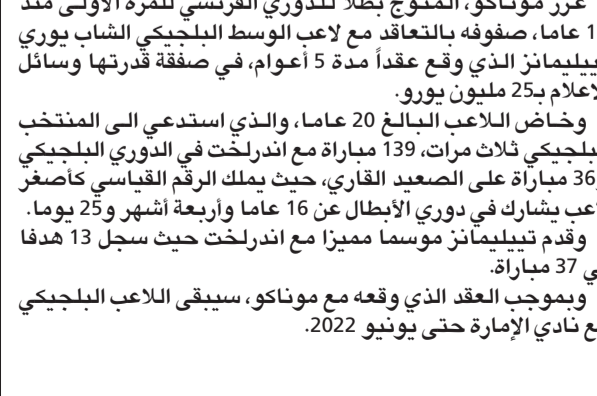 عزز موناكو، المتوج بطلا للدوري الفرنسي للمرة الأولى منذ
عاما، صفوفه بالتعاقد مع لاعب الوسط البلجيكي الشاب يوري
تييليمانز الذي وقع عقداً مدة 5 أعوام، في صفقة قدرتها وسائل
الاعلام بـ25 مليون يورو.
وخاض اللاعب البالغ 20 عاما، والذي استدعي الى المنتخب
البلجيكي ثلاث مرات، 139 مباراة مع اندرلخت في الدوري البلجيكي
و36 مباراة على الصعيد القاري، حيث يملك الرقم القياسي كأصغر
لاعب يشارك في دوري الأبطال عن 16 عاما وأربعة أشهر و25 يوما.
وقدم تييليمانز موسما مميزا مع اندرلخت حيث سجل 13 هدفا
في 37 مباراة.
وبموجب العقد الذي وقعه مع موناكو، سيبقى اللاعب البلجيكي
مع نادي الإمارة حتى يونيو 2022.